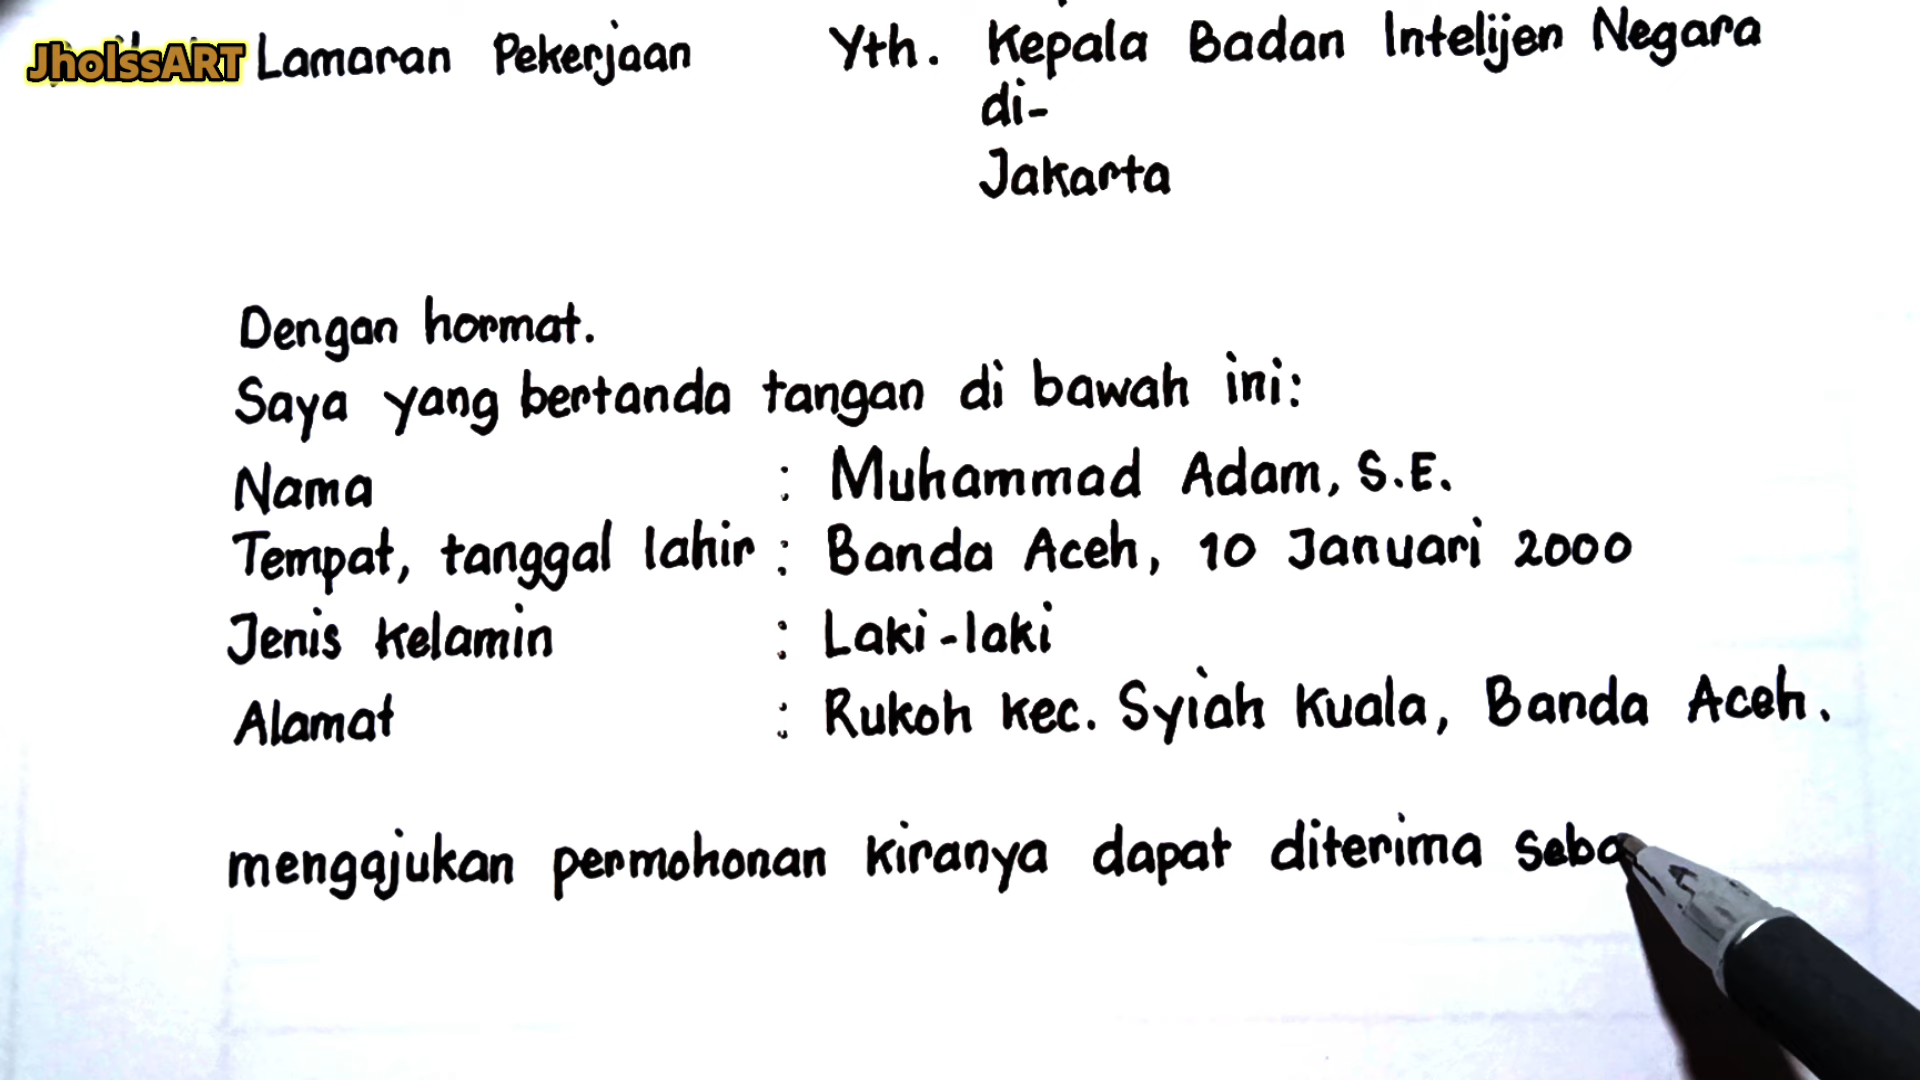 JholssART
Lamaran Pekerjaan Yth. Kepala Badan Intelijen Negara
di-
Jakarta
Dengan hormat.
Saya yang bertanda tangan di bawah ini:
Nama : Muhammad Adam, S.E.
Tempat, tanggal lahir : Banda Aceh, 10 Januari 2000
Jenis Kelamin : Laki-laki
Alamat : Rukoh Kec. Syiah Kuala, Banda Aceh.
mengajukan permohonan kiranya dapat diterima seba